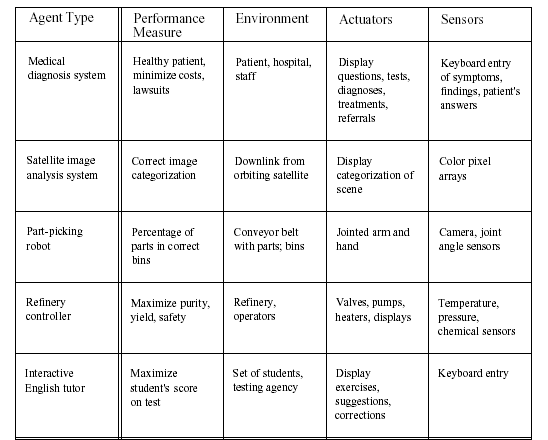 Agent Type
Performance
Measure
Environment
Actuators
Sensors
Medical
diagnosis system
Healthy patient,
minimize costs,
lawsuits
Patient, hospital,
staff
Display
questions, tests,
diagnoses,
treatments,
referrals
Keyboard entry
of symptoms,
findings, patient's
answers
Satellite image
analysis system
Correct image
categorization
Downlink from
orbiting satellite
Display
categorization of
scene
Color pixel
arrays
Part-picking
robot
Percentage of
parts in correct
bins
Conveyor belt
with parts; bins
Jointed arm and
hand
Camera, joint
angle sensors
Refinery
controller
Maximize purity,
yield, safety
Refinery,
operators
Valves, pumps,
heaters, displays
Temperature,
pressure,
chemical sensors
Interactive
English tutor
Maximize
student's score
on test
Set of students,
testing agency
Display
exercises,
suggestions,
corrections
Keyboard entry